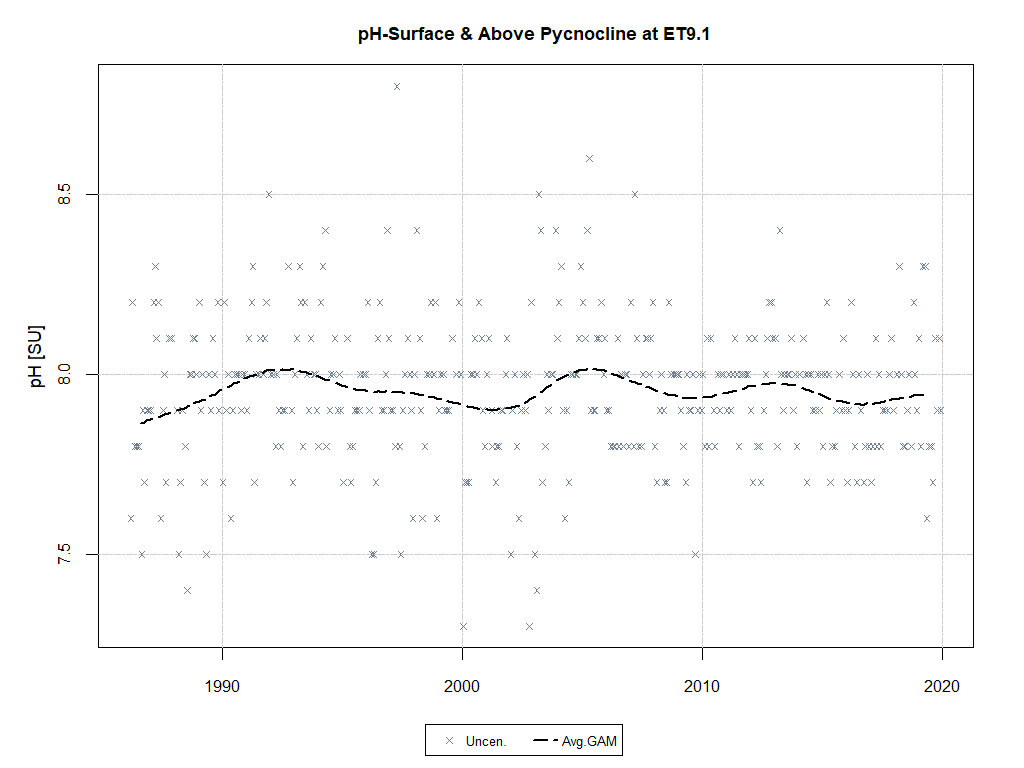 pH-Surface & Above Pycnocline at ET9.1
pH [SU]
8.5
8.0
7.5
1990 2000 2010 2020
Uncen. Avg.GAM